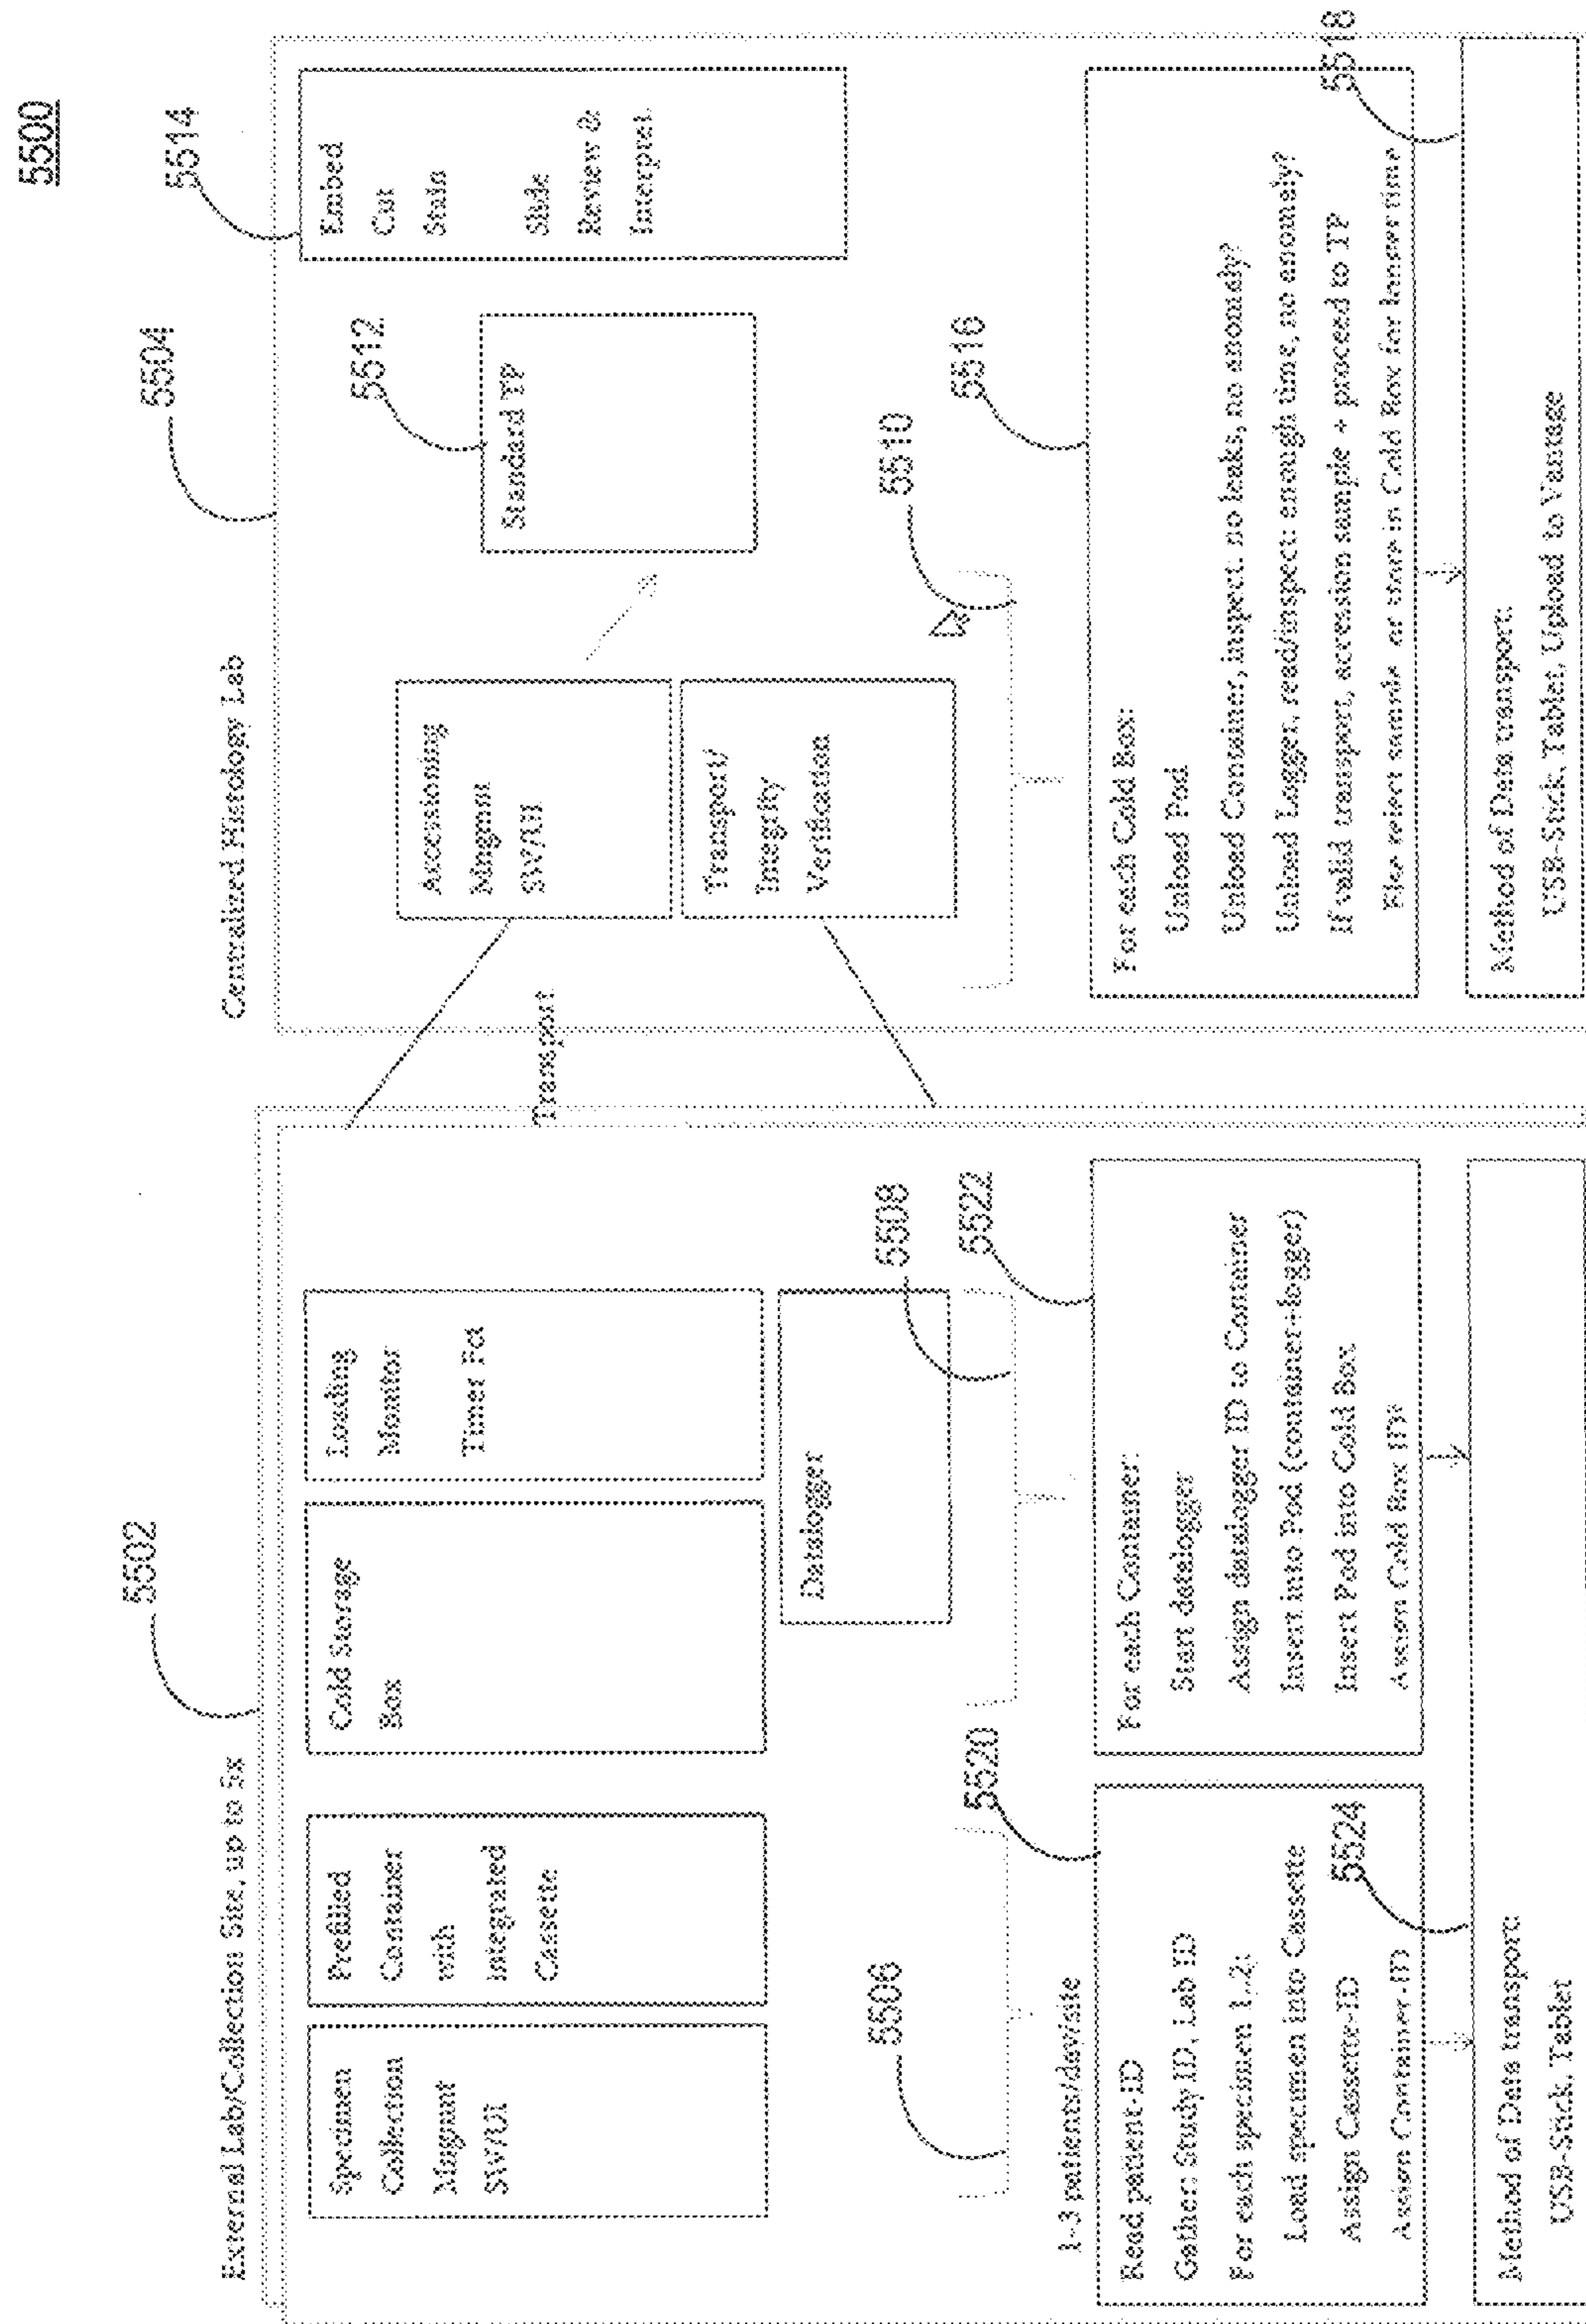 5500
External Lab/Collection Site, up to 5x
5502
Specimen
Collection
Mngmnt
SW/UI
Prefilled
Container
with
Integrated
Cassette
Cold Storage
Box
Loading
Monitor
Timer Fct
Datalogger
5506
5508
1-3 patients/day/site
5520
Read patient-ID
Gather: Study ID, Lab ID
For each specimen 1..2:
Load specimen into Cassette
Assign Cassette-ID
Assign Container-ID
5522
For each Container:
Start datalogger
Assign datalogger ID to Container
Insert into Pod (container+logger)
Insert Pod into Cold Box
Assign Cold Box ID
5524
Method of Data transport:
USB-Stick, Tablet
Transport
Centralized Histology Lab
5504
Accessioning
Mngmn
SW/UI
Transport/
Integrity
Verification
Standard TP
5512
5514
Embed
Cut
Stain
Slide
Review &
Interpret.
5510
5516
For each Cold Box:
Unload Pod
Unload Container, inspect: no leaks, no anomaly?
Unload Logger, read/inspect: enough time, no anomaly?
If valid transport, accession sample + proceed to TP
Else reject sample or store in Cold Box for longer time
5518
Method of Data transport:
USB-Stick, Tablet, Upload to Vantage